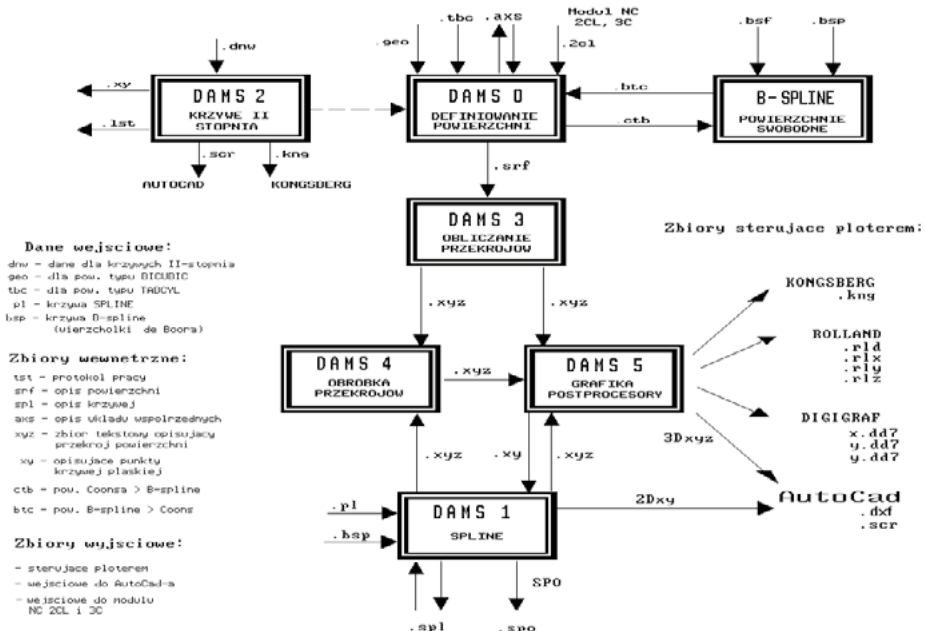 Modul NC
2CL, 3C
.dnw
.geo
.tbc
.axs
.2cl
.bsf
.bsp
.xy
.lst
DAMS 2
KRZYWE II
STOPNIA
DAMS 0
DEFINIOWANIE
POWIERZCHNI
.btc
.ctb
B-SPLINE
POWIERZCHNIE
SWOBODNE
.scr
.kng
AUTOCAD
KONGSBERG
.srf
DAMS 3
OBLICZANIE
PRZEKROJOW
Zbiory sterujace ploterem:
Dane wejsciowe:
dnw - dane dla krzywych II-stopnia
geo - dla pow. typu BICUBIC
tbc - dla pow. typu TABCYL
pl - krzywa SPLINE
bsp - krzywa B-spline
(wierzcholki de Boora)
Zbiory wewnetrzne:
tst - protokol pracy
srf - opis powierzchni
spl - opis krzywej
axs - opis ukladu wspolrzednych
xyz - zbior tekstowy opisujacy
przekroj powierzchni
xy - opisujace punkty
krzywej plaskiej
ctb - pow. Coonsa > B-spline
btc - pow. B-spline > Coons
Zbiory wyjsciowe:
- sterujace ploterem
- wejsciowe do AutoCad-a
- wejsciowe do modulu
NC 2CL i 3C
.xyz
.xyz
DAMS 4
OBROBKA
PRZEKROJOW
.xyz
DAMS 5
GRAFIKA
POSTPROCESORY
KONGSBERG
.kng
ROLLAND
.rld
.rlx
.rly
.rlz
DIGIGRAF
x.dd7
y.dd7
y.dd7
3Dxyz
.xyz
.xy
.xyz
AutoCad
.dxf
.scr
2Dxy
.pl
.bsp
DAMS 1
SPLINE
SPO
.spl
.spo